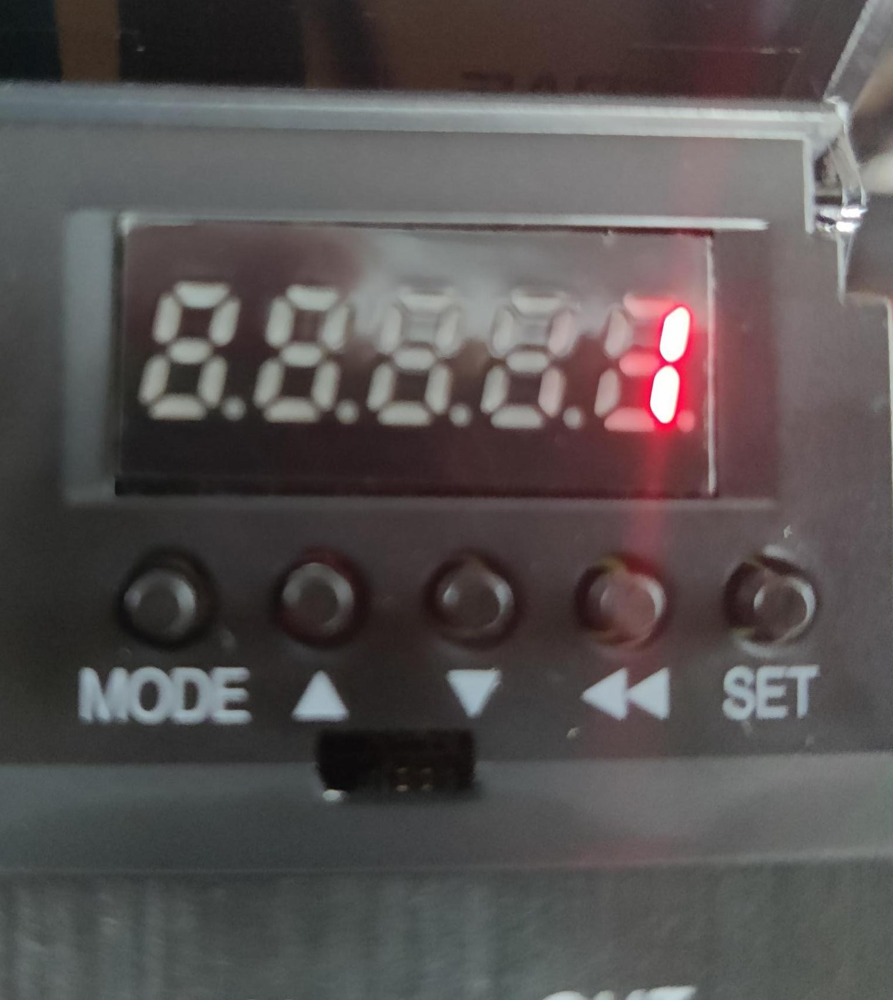 1
MODE ▲ ▼ ◀◀ SET